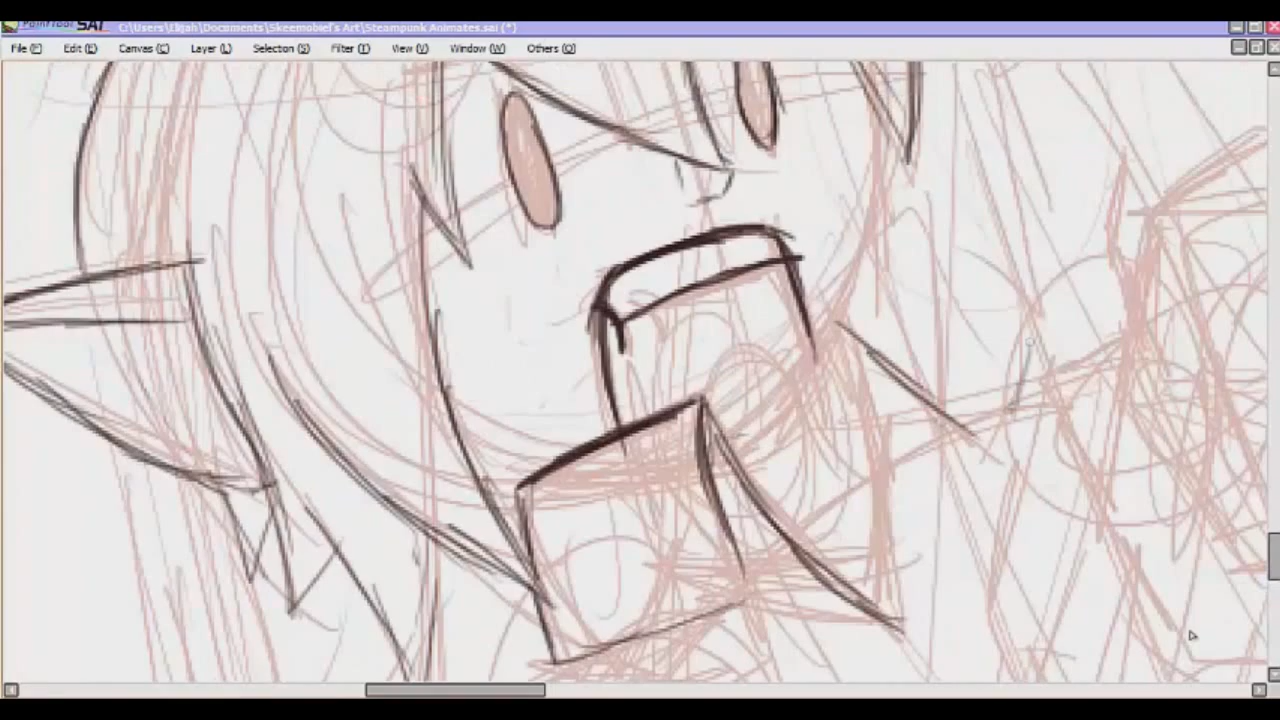 PaintTool SAI C:\Users\Elijah\Documents\Skeemobiel's Art\Steampunk Animates.sai (*)
File (F) Edit (E) Canvas (C) Layer (L) Selection (S) Filter (T) View (V) Window (W) Others (O)